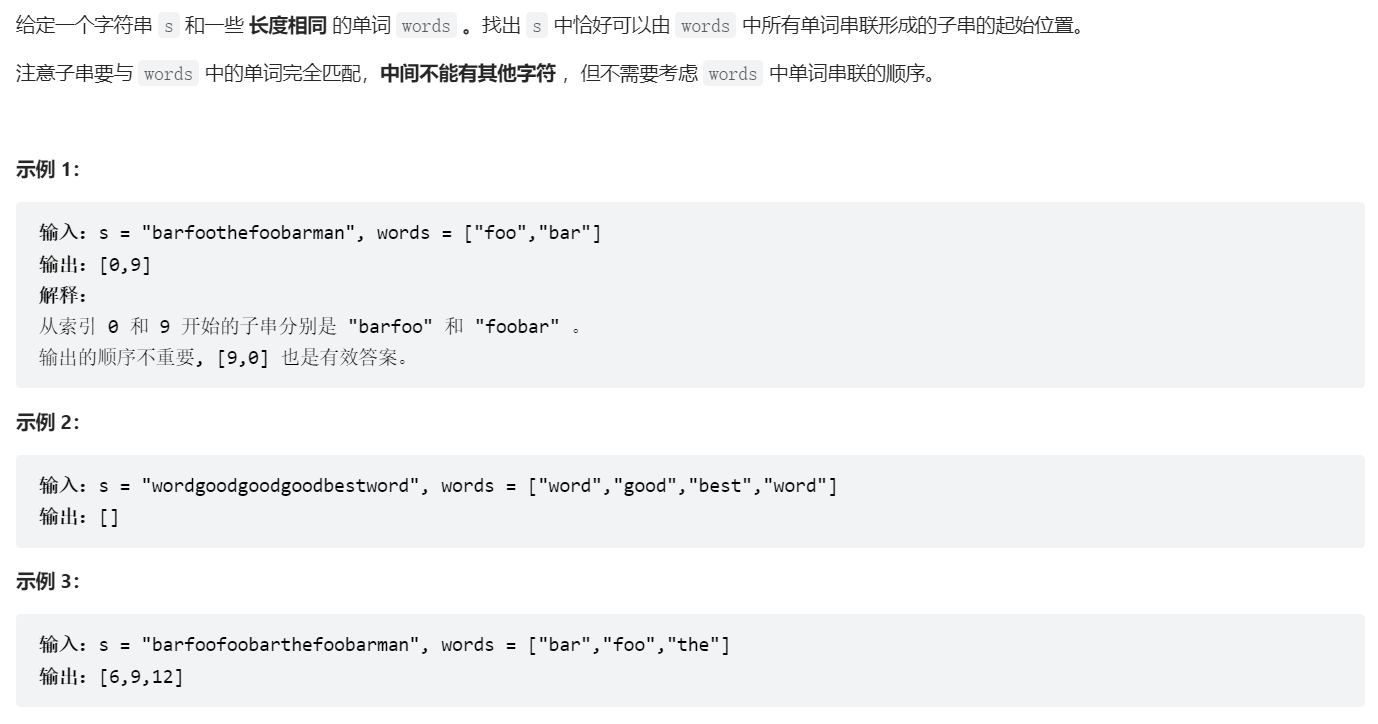 给定一个字符串 s 和一些 长度相同 的单词 words 。找出 s 中恰好可以由 words 中所有单词串联形成的子串的起始位置。
注意子串要与 words 中的单词完全匹配，中间不能有其他字符 ，但不需要考虑 words 中单词串联的顺序。
示例 1：
输入：s = "barfoothefoobarman", words = ["foo","bar"]
输出：[0,9]
解释：
从索引 0 和 9 开始的子串分别是 "barfoo" 和 "foobar" 。
输出的顺序不重要, [9,0] 也是有效答案。
示例 2：
输入：s = "wordgoodgoodgoodbestword", words = ["word","good","best","word"]
输出：[]
示例 3：
输入：s = "barfoofoobarthefoobarman", words = ["bar","foo","the"]
输出：[6,9,12]